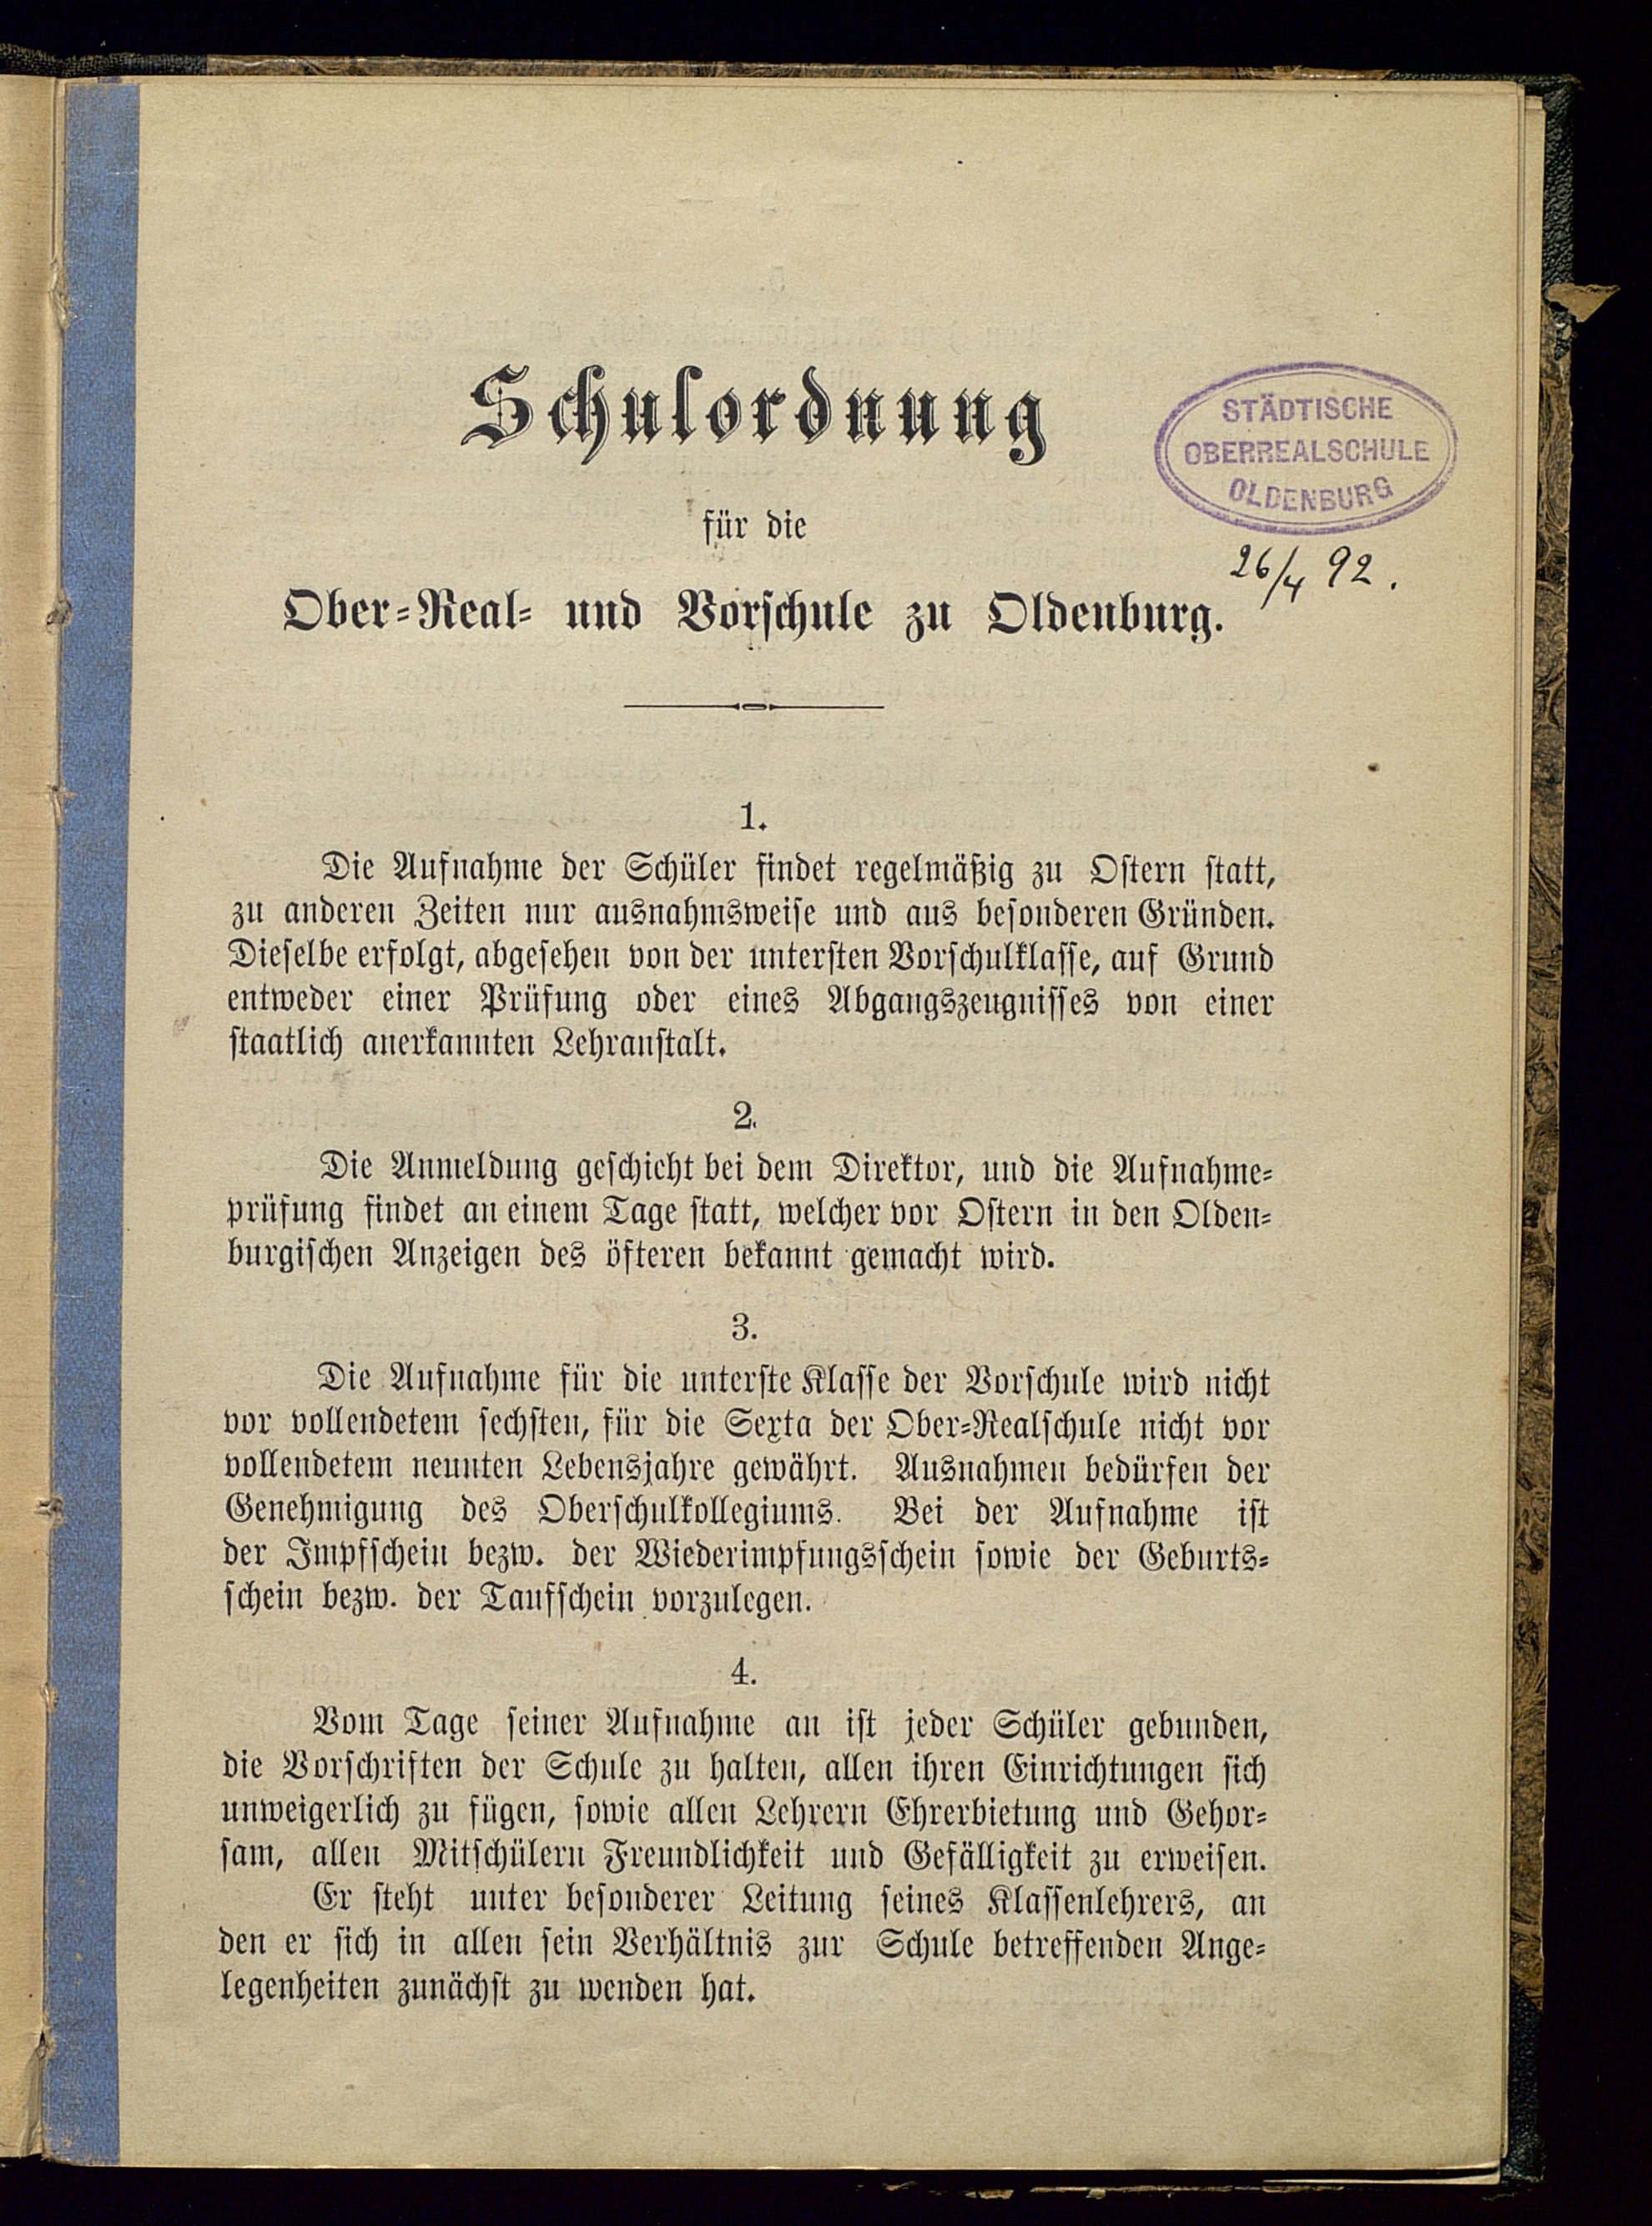 Schulordnung
STÄDTISCHE
OBERREALSCHULE
OLDENBURG
26/4 92.
für die
Ober-Real- und Vorschule zu Oldenburg.
1.
Die Aufnahme der Schüler findet regelmäßig zu Ostern statt,
zu anderen Zeiten nur ausnahmsweise und aus besonderen Gründen.
Dieselbe erfolgt, abgesehen von der untersten Vorschulklasse, auf Grund
entweder einer Prüfung oder eines Abgangszeugnisses von einer
staatlich anerkannten Lehranstalt.
2.
Die Anmeldung geschieht bei dem Direktor, und die Aufnahme-
prüfung findet an einem Tage statt, welcher vor Ostern in den Olden-
burgischen Anzeigen des öfteren bekannt gemacht wird.
3.
Die Aufnahme für die unterste Klasse der Vorschule wird nicht
vor vollendetem sechsten, für die Sexta der Ober-Realschule nicht vor
vollendetem neunten Lebensjahre gewährt. Ausnahmen bedürfen der
Genehmigung des Oberschulkollegiums. Bei der Aufnahme ist
der Impfschein bezw. der Wiederimpfungsschein sowie der Geburts-
schein bezw. der Taufschein vorzulegen.
4.
Vom Tage seiner Aufnahme an ist jeder Schüler gebunden,
die Vorschriften der Schule zu halten, allen ihren Einrichtungen sich
unweigerlich zu fügen, sowie allen Lehrern Ehrerbietung und Gehor-
sam, allen Mitschülern Freundlichkeit und Gefälligkeit zu erweisen.
Er steht unter besonderer Leitung seines Klassenlehrers, an
den er sich in allen sein Verhältnis zur Schule betreffenden Ange-
legenheiten zunächst zu wenden hat.